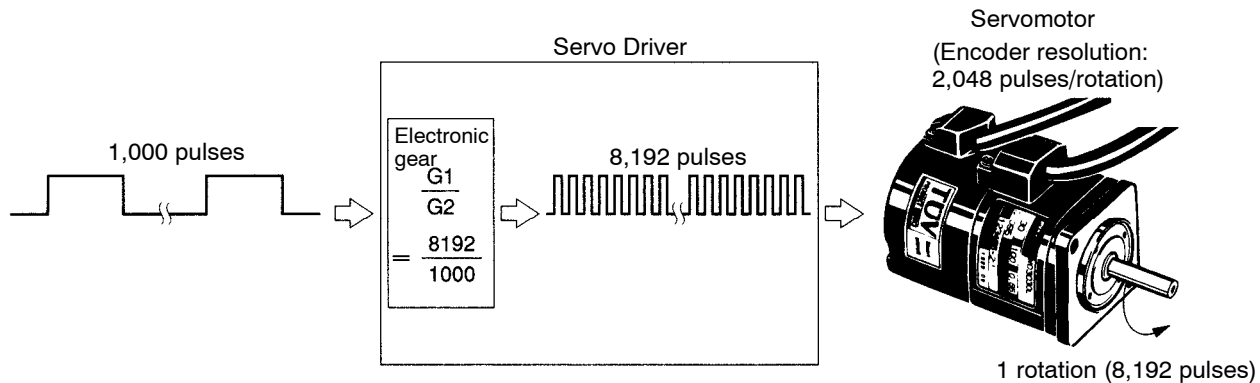 Servomotor
(Encoder resolution:
2,048 pulses/rotation)
Servo Driver
1,000 pulses
Electronic
gear
G1
G2
= 8192
1000
8,192 pulses
TÜV
1 rotation (8,192 pulses)